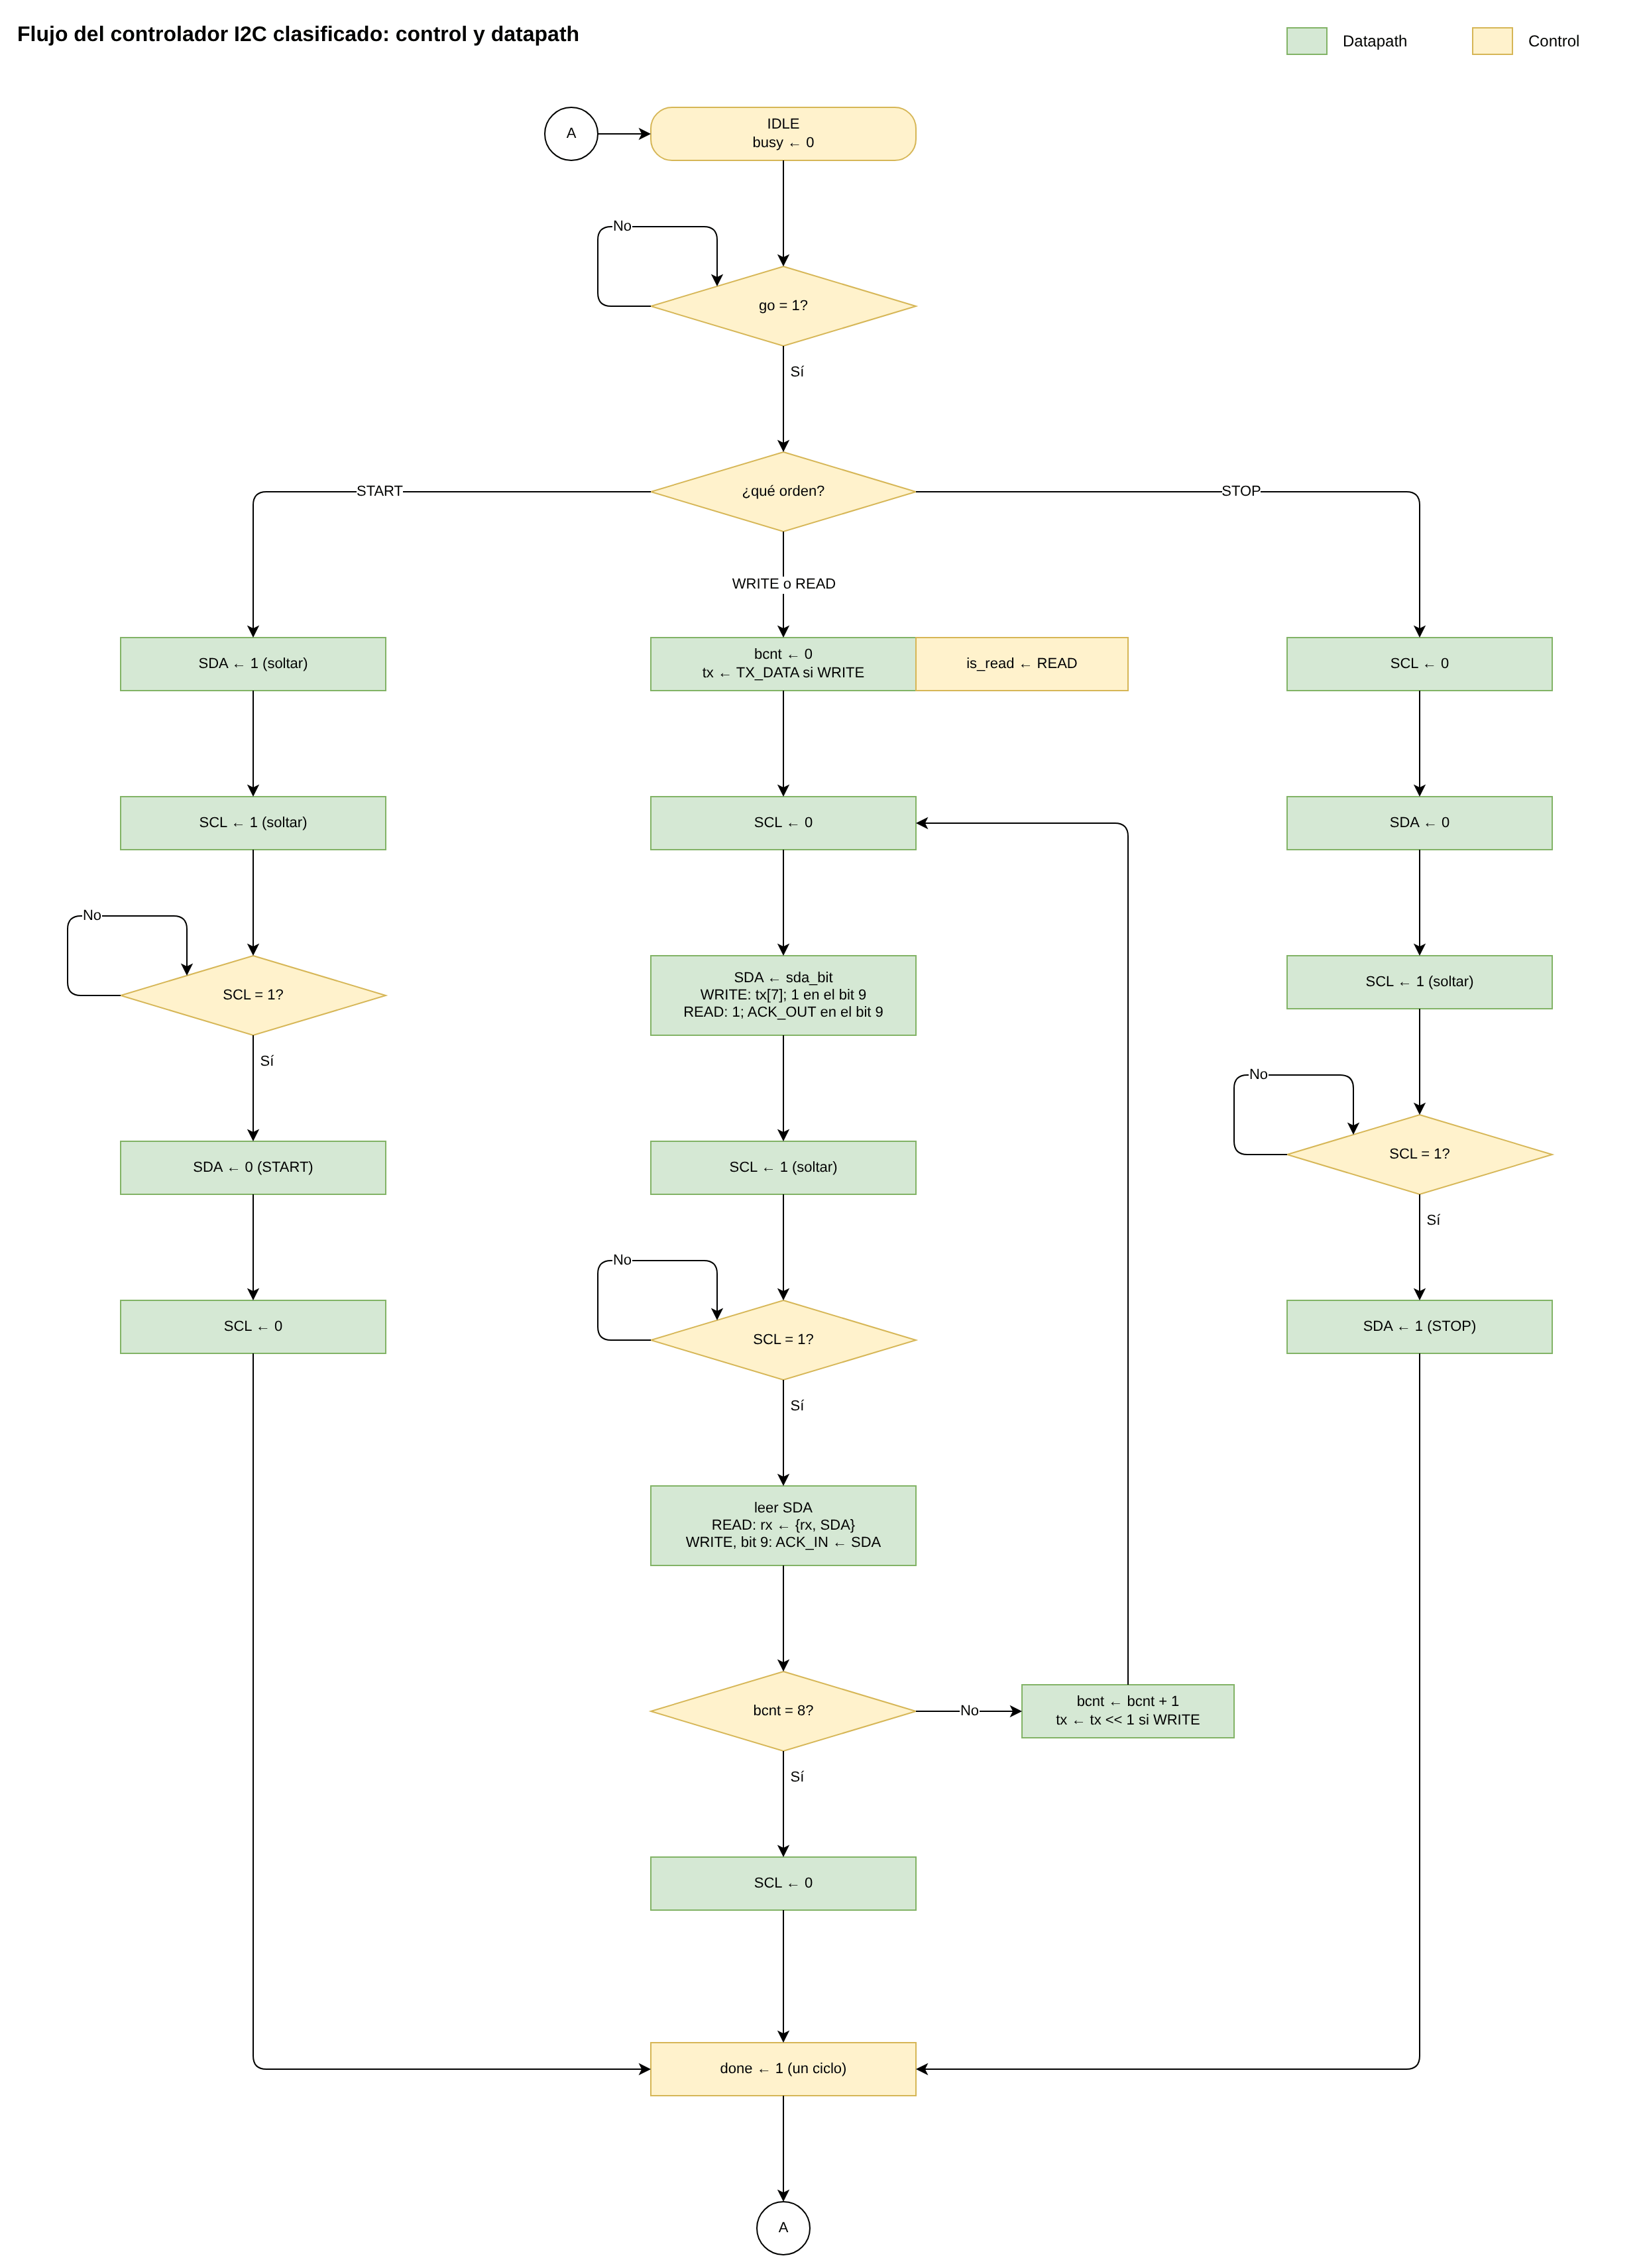 Flujo del controlador I2C clasificado: control y datapath
Datapath
Control
A
IDLE
busy ← 0
No
go = 1?
Sí
START
¿qué orden?
STOP
WRITE o READ
SDA ← 1 (soltar)
bcnt ← 0
tx ← TX_DATA si WRITE
is_read ← READ
SCL ← 0
SCL ← 1 (soltar)
SCL ← 0
SDA ← 0
No
SCL = 1?
Sí
SDA ← sda_bit
WRITE: tx[7]; 1 en el bit 9
READ: 1; ACK_OUT en el bit 9
SCL ← 1 (soltar)
No
SCL = 1?
Sí
SDA ← 0 (START)
SCL ← 1 (soltar)
SCL ← 0
No
SCL = 1?
Sí
SDA ← 1 (STOP)
leer SDA
READ: rx ← {rx, SDA}
WRITE, bit 9: ACK_IN ← SDA
bcnt = 8?
No
bcnt ← bcnt + 1
tx ← tx << 1 si WRITE
Sí
SCL ← 0
done ← 1 (un ciclo)
A